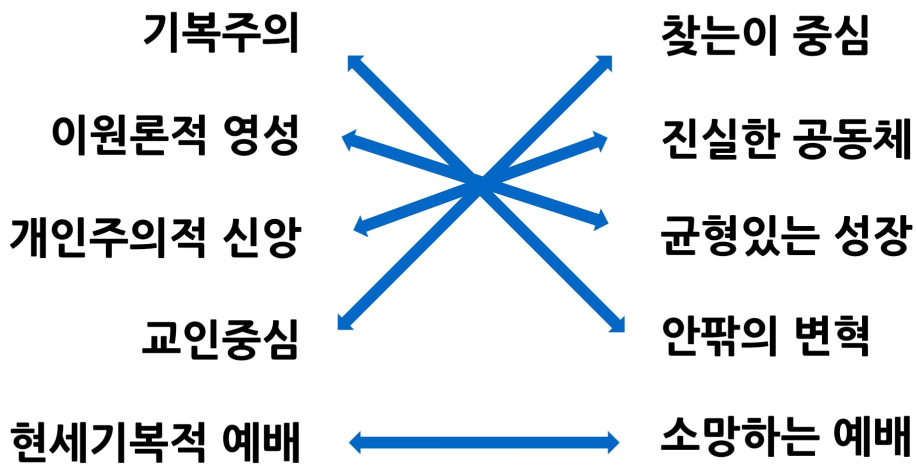 기복주의
찾는이 중심
이원론적 영성
진실한 공동체
개인주의적 신앙
균형있는 성장
교인중심
안팎의 변혁
현세기복적 예배
소망하는 예배